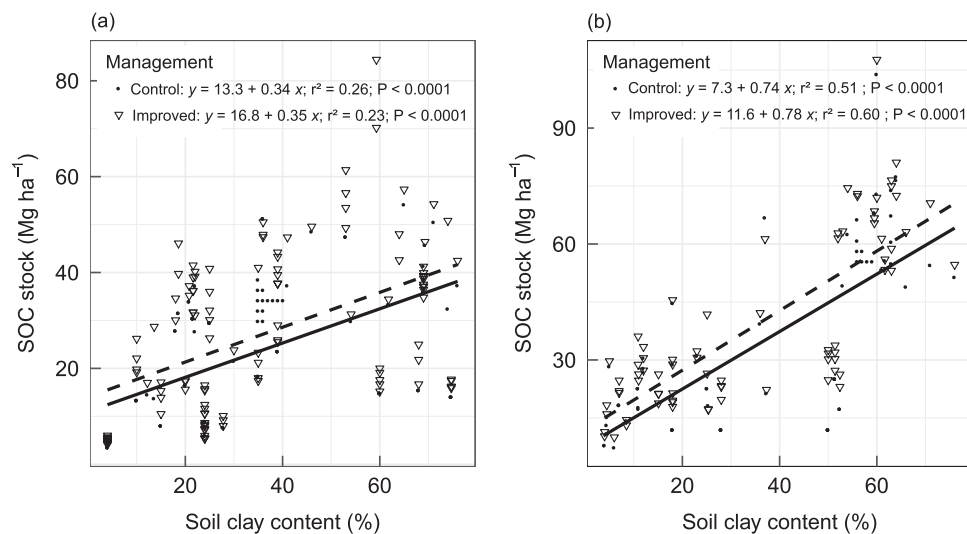 (a)
Management
Control: y = 13.3 + 0.34 x; r² = 0.26; P < 0.0001
Improved: y = 16.8 + 0.35 x; r² = 0.23; P < 0.0001
80
60
40
20
SOC stock (Mg ha⁻¹)
20 40 60
Soil clay content (%)
(b)
Management
Control: y = 7.3 + 0.74 x; r² = 0.51 ; P < 0.0001
Improved: y = 11.6 + 0.78 x; r² = 0.60 ; P < 0.0001
90
60
30
SOC stock (Mg ha⁻¹)
20 40 60
Soil clay content (%)